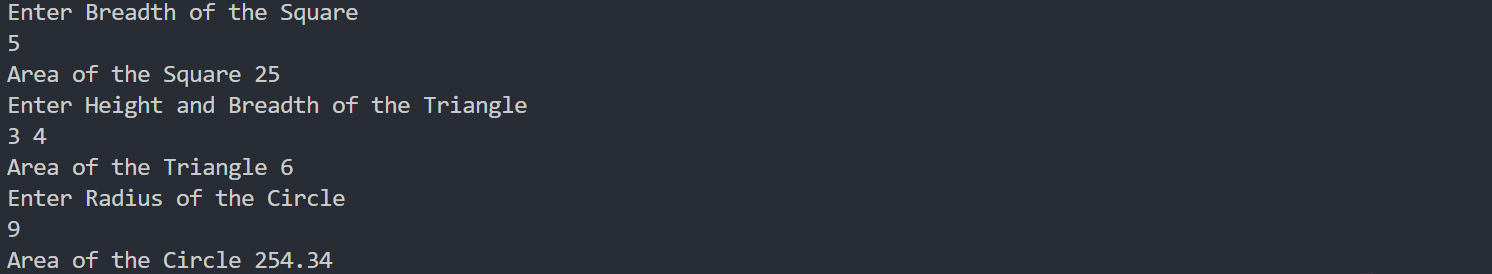 Enter Breadth of the Square
5
Area of the Square 25
Enter Height and Breadth of the Triangle
3 4
Area of the Triangle 6
Enter Radius of the Circle
9
Area of the Circle 254.34